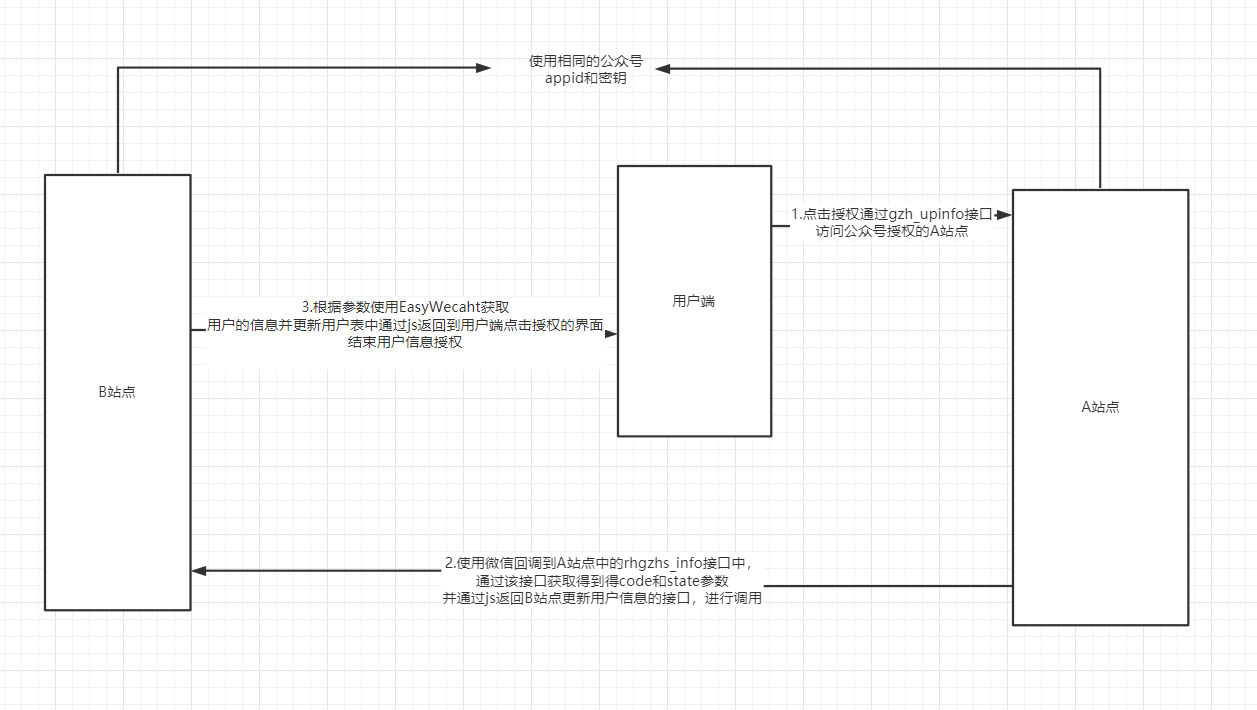 使用相同的公众号
appid和密钥
1.点击授权通过gzh_upinfo接口
访问公众号授权的A站点
用户端
3.根据参数使用EasyWecaht获取
用户的信息并更新用户表中通过js返回到用户端点击授权的界面
结束用户信息授权
B站点
A站点
2.使用微信回调到A站点中的rhgzhs_info接口中，
通过该接口获取得到得code和state参数
并通过js返回B站点更新用户信息的接口，进行调用